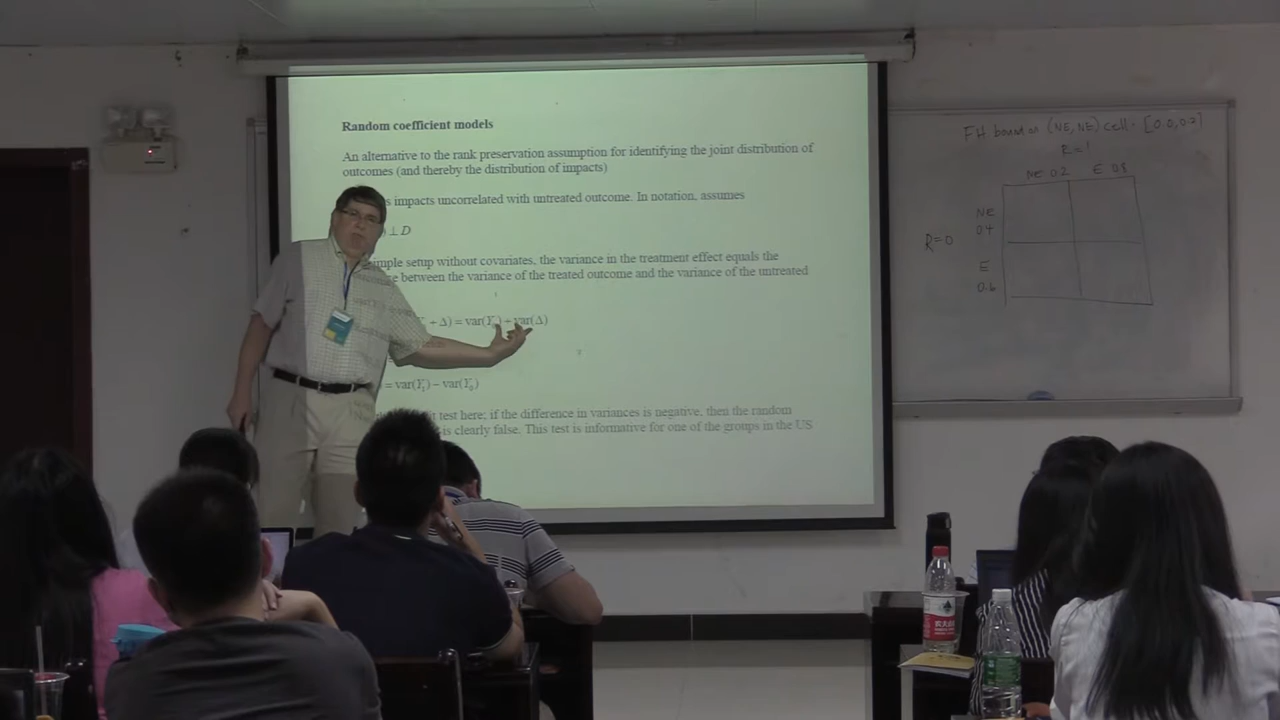 Random coefficient models
An alternative to the rank preservation assumption for identifying the joint distribution of
outcomes (and thereby the distribution of impacts)
s impacts uncorrelated with untreated outcome. In notation, assumes
⊥ D
imple setup without covariates, the variance in the treatment effect equals the
ce between the variance of the treated outcome and the variance of the untreated
+ Δ) = var(Y₀) + var(Δ)
= var(Y₁) − var(Y₀)
it test here: if the difference in variances is negative, then the random
is clearly false. This test is informative for one of the groups in the US
FH bound on (NE, NE) cell: [0.0, 0.2]
R=1
NE 0.2 E 0.8
NE
0.4
R=0
E
0.6